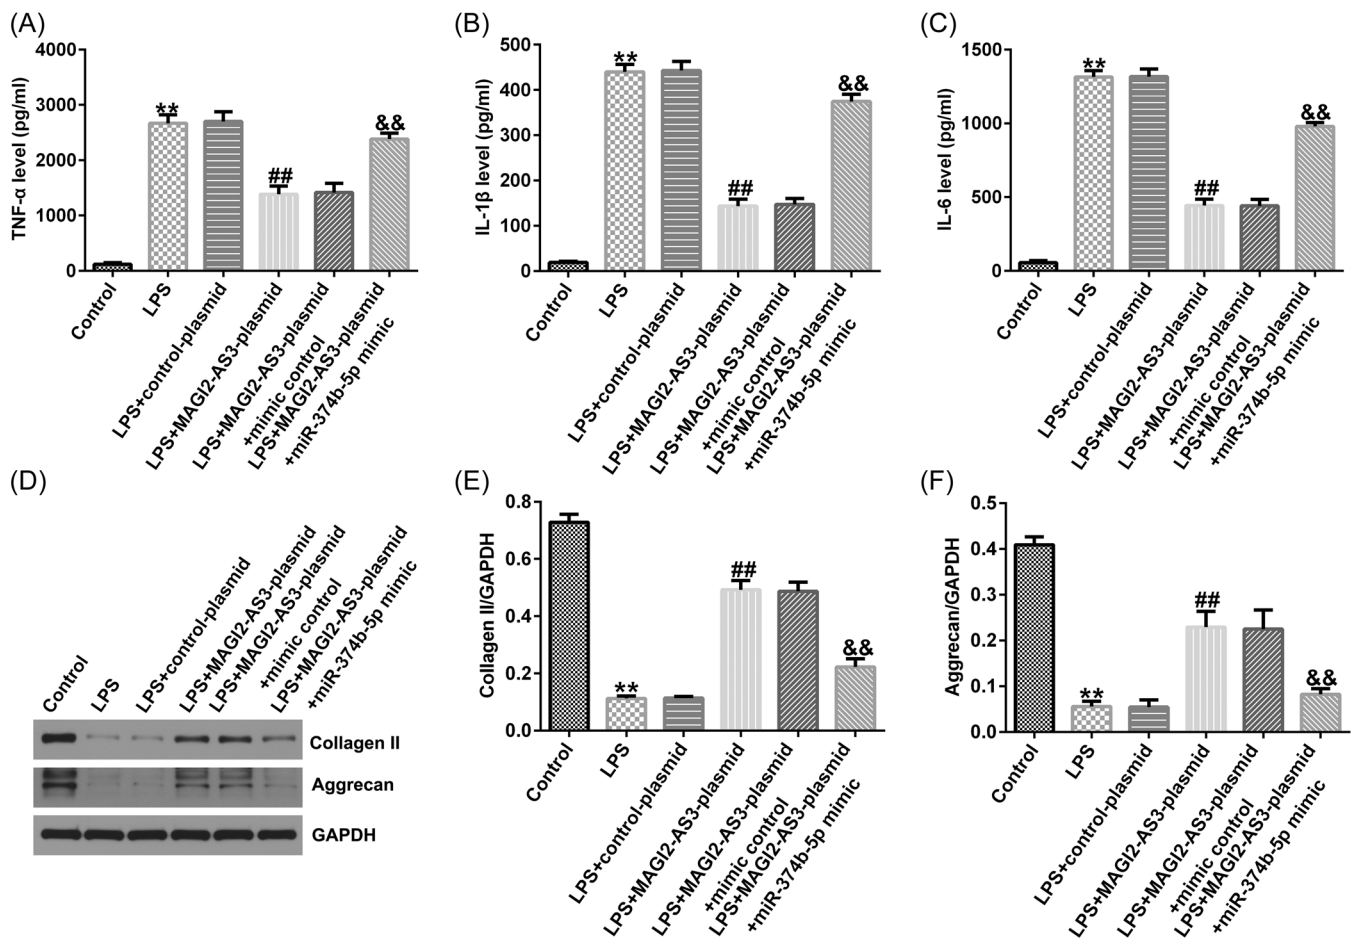 (A)
TNF-α level (pg/ml)
4000
3000
2000
1000
0
**
##
&&
Control
LPS
LPS+control-plasmid
LPS+MAGI2-AS3-plasmid
LPS+MAGI2-AS3-plasmid
+mimic control
LPS+MAGI2-AS3-plasmid
+miR-374b-5p mimic
(B)
IL-1β level (pg/ml)
500
400
300
200
100
0
**
##
&&
Control
LPS
LPS+control-plasmid
LPS+MAGI2-AS3-plasmid
LPS+MAGI2-AS3-plasmid
+mimic control
LPS+MAGI2-AS3-plasmid
+miR-374b-5p mimic
(C)
IL-6 level (pg/ml)
1500
1000
500
0
**
##
&&
Control
LPS
LPS+control-plasmid
LPS+MAGI2-AS3-plasmid
LPS+MAGI2-AS3-plasmid
+mimic control
LPS+MAGI2-AS3-plasmid
+miR-374b-5p mimic
(D)
Control
LPS
LPS+control-plasmid
LPS+MAGI2-AS3-plasmid
LPS+MAGI2-AS3-plasmid
+mimic control
LPS+MAGI2-AS3-plasmid
+miR-374b-5p mimic
Collagen II
Aggrecan
GAPDH
(E)
Collagen II/GAPDH
0.8
0.6
0.4
0.2
0.0
**
##
&&
Control
LPS
LPS+control-plasmid
LPS+MAGI2-AS3-plasmid
LPS+MAGI2-AS3-plasmid
+mimic control
LPS+MAGI2-AS3-plasmid
+miR-374b-5p mimic
(F)
Aggrecan/GAPDH
0.5
0.4
0.3
0.2
0.1
0.0
**
##
&&
Control
LPS
LPS+control-plasmid
LPS+MAGI2-AS3-plasmid
LPS+MAGI2-AS3-plasmid
+mimic control
LPS+MAGI2-AS3-plasmid
+miR-374b-5p mimic